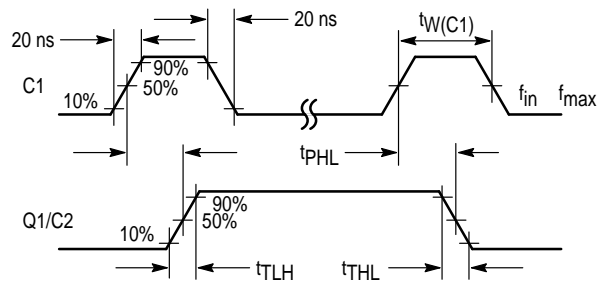 20 ns
20 ns
tW(C1)
C1
90%
50%
10%
fin
fmax
tPHL
Q1/C2
90%
50%
10%
tTLH
tTHL